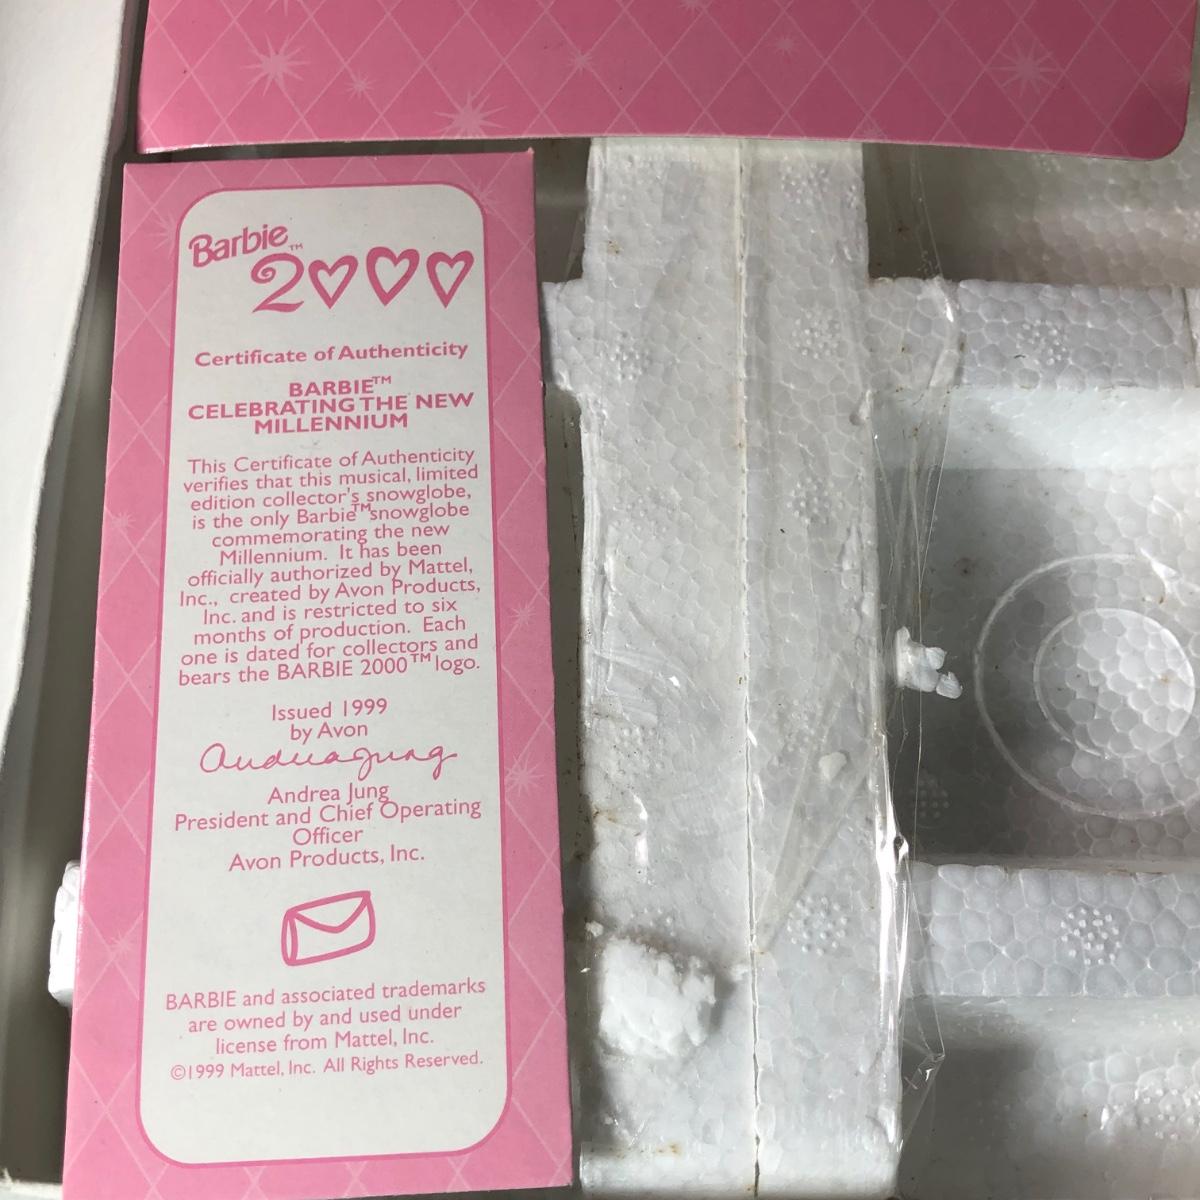 Barbie™
2000
Certificate of Authenticity
BARBIE™
CELEBRATING THE NEW
MILLENNIUM
This Certificate of Authenticity
verifies that this musical, limited
edition collector's snowglobe,
is the only Barbie™snowglobe
commemorating the new
Millennium. It has been
officially authorized by Mattel,
Inc., created by Avon Products,
Inc. and is restricted to six
months of production. Each
one is dated for collectors and
bears the BARBIE 2000™ logo.
Issued 1999
by Avon
Andrea Jung
Andrea Jung
President and Chief Operating
Officer
Avon Products, Inc.
BARBIE and associated trademarks
are owned by and used under
license from Mattel, Inc.
©1999 Mattel, Inc. All Rights Reserved.